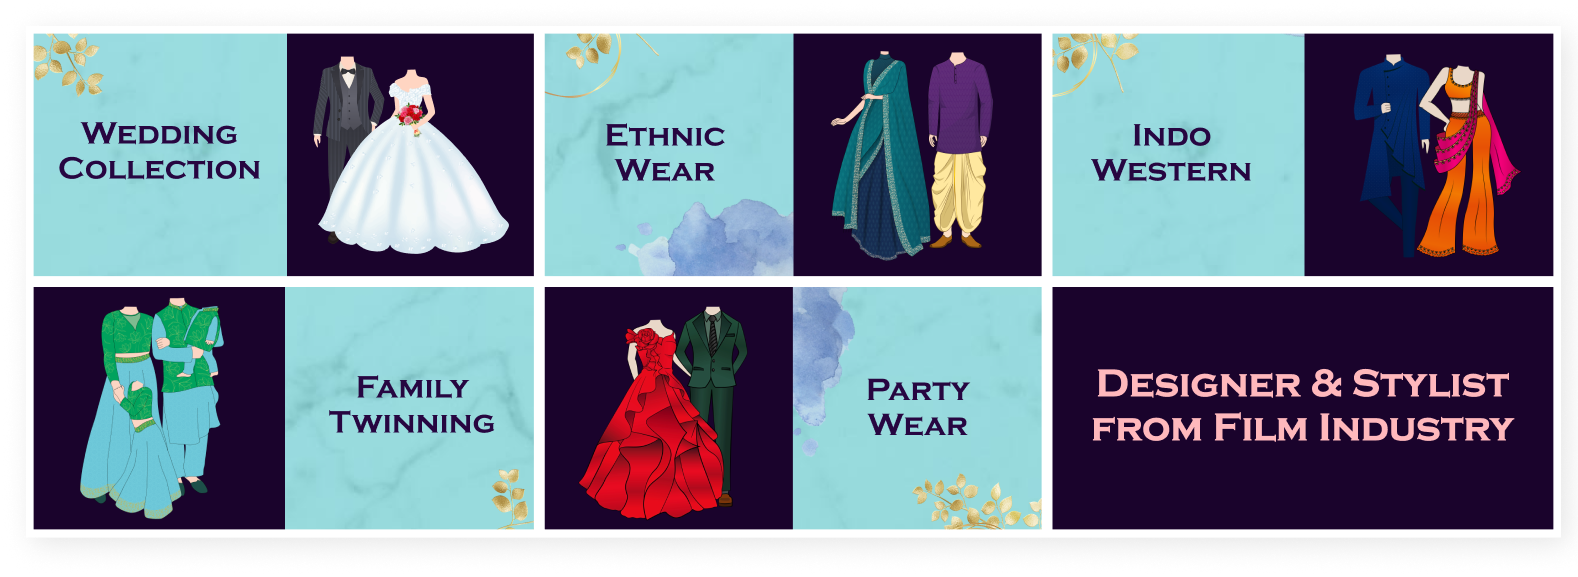 Wedding
Collection
Ethnic
Wear
Indo
Western
Family
Twinning
Party
Wear
Designer & Stylist
from Film Industry